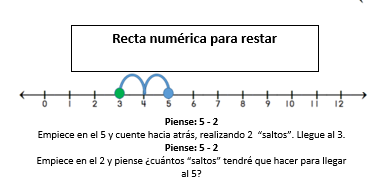 Recta numérica para restar
0 1 2 3 4 5 6 7 8 9 10 11 12
Piense: 5 - 2
Empiece en el 5 y cuente hacia atrás, realizando 2 “saltos”. Llegue al 3.
Piense: 5 - 2
Empiece en el 2 y piense ¿cuántos “saltos” tendré que hacer para llegar
al 5?